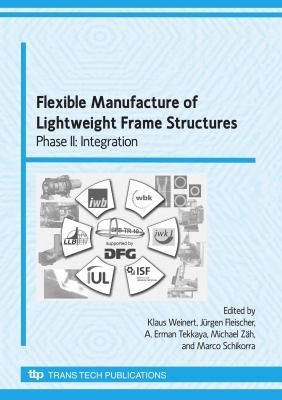 Flexible Manufacture of
Lightweight Frame Structures
Phase II: Integration
iwb
wbk
SFB TR 10
LLB
iwk 1
supported by
DFG
IUL
ISF
Edited by
Klaus Weinert, Jürgen Fleischer,
A. Erman Tekkaya, Michael Zäh,
and Marco Schikorra
ttp TRANS TECH PUBLICATIONS